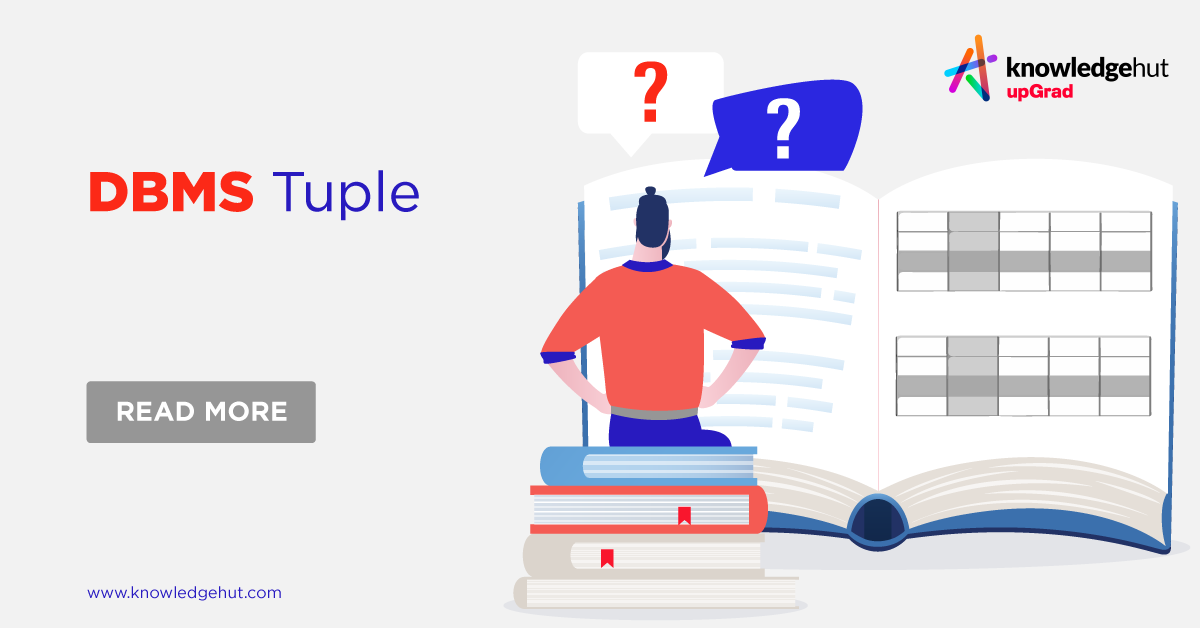 ?
?
knowledgehut
upGrad
DBMS Tuple
READ MORE
www.knowledgehut.com